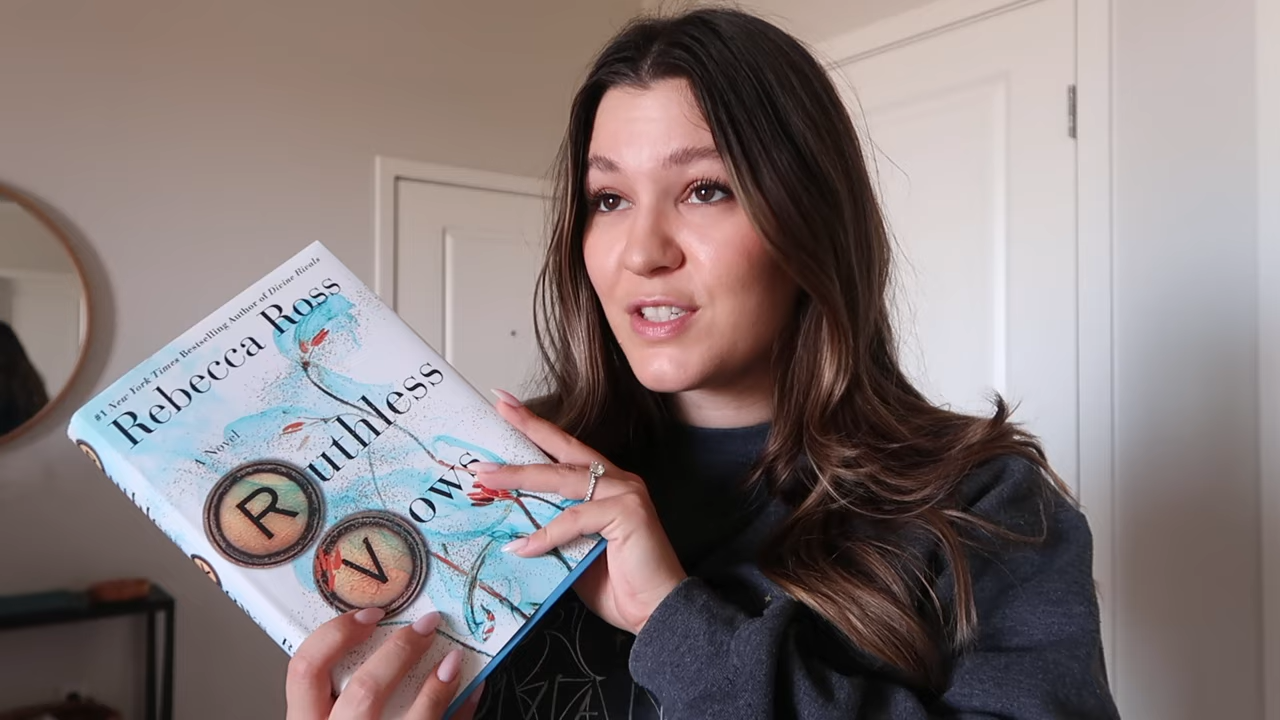 #1 New York Times Bestselling Author of Divine Rivals
Rebecca Ross
A Novel
Ruthless
Vows